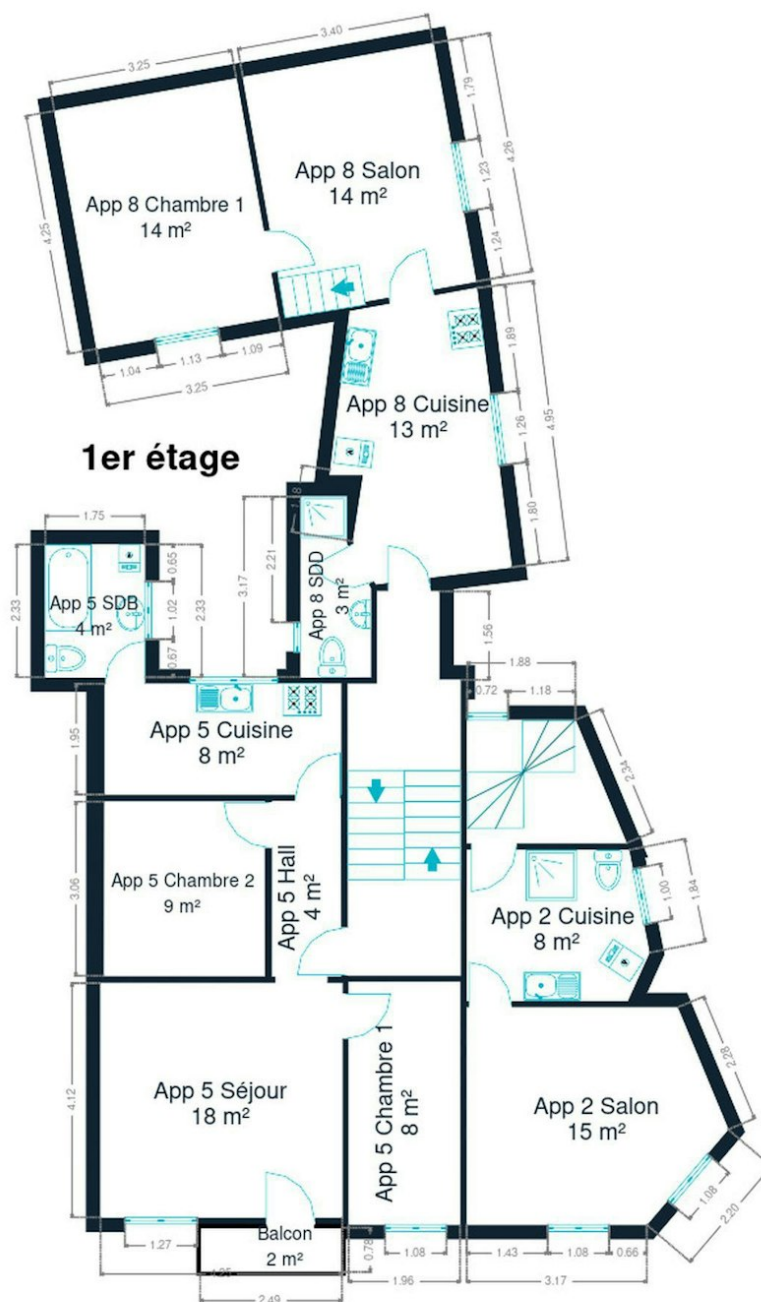 3.40
3.25
1.79
4.26
App 8 Salon
14 m²
1.23
App 8 Chambre 1
14 m²
4.25
1.24
1.04
1.13
1.09
3.25
1.89
App 8 Cuisine
13 m²
1.26
4.95
1.80
1er étage
1.75
2.33
0.65
1.02
2.33
0.67
3.17
2.21
App 5 SDB
4 m²
App 8 SDD
3 m²
1.56
1.88
0.72
1.18
2.34
App 5 Cuisine
8 m²
1.95
App 5 Chambre 2
9 m²
3.06
App 5 Hall
4 m²
App 2 Cuisine
8 m²
1.00
1.84
App 5 Séjour
18 m²
4.12
App 5 Chambre 1
8 m²
App 2 Salon
15 m²
2.28
1.08
2.20
Balcon
2 m²
0.78
1.27
2.49
1.08
1.96
1.43
1.08
0.66
3.17